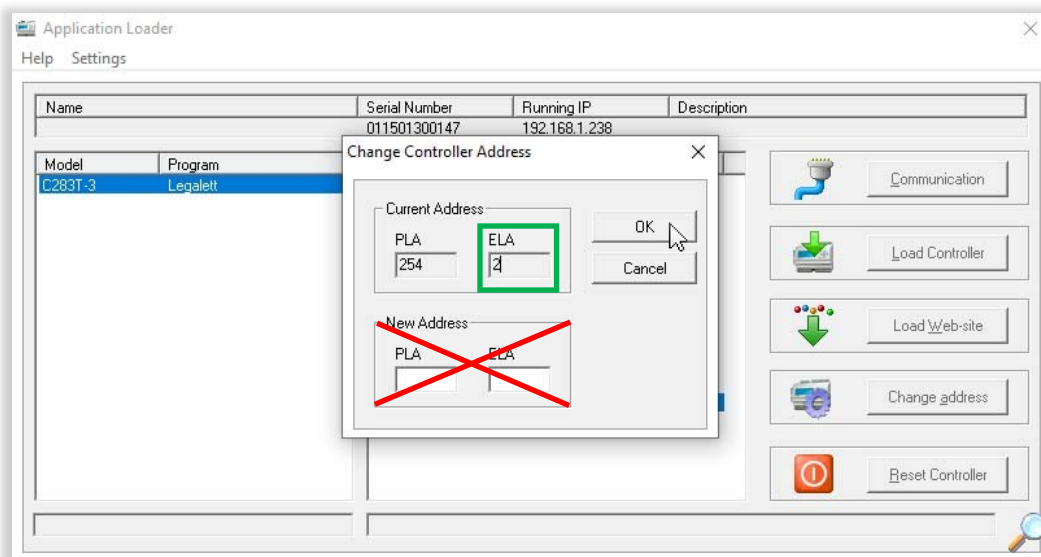 Application Loader
Help Settings
Name Serial Number Running IP Description
011501300147 192.168.1.238
Change Controller Address
Model Program
C283T-3 Legalett
Current Address
PLA ELA
254 2
OK
Cancel
New Address
PLA ELA
Communication
Load Controller
Load Web-site
Change address
Reset Controller